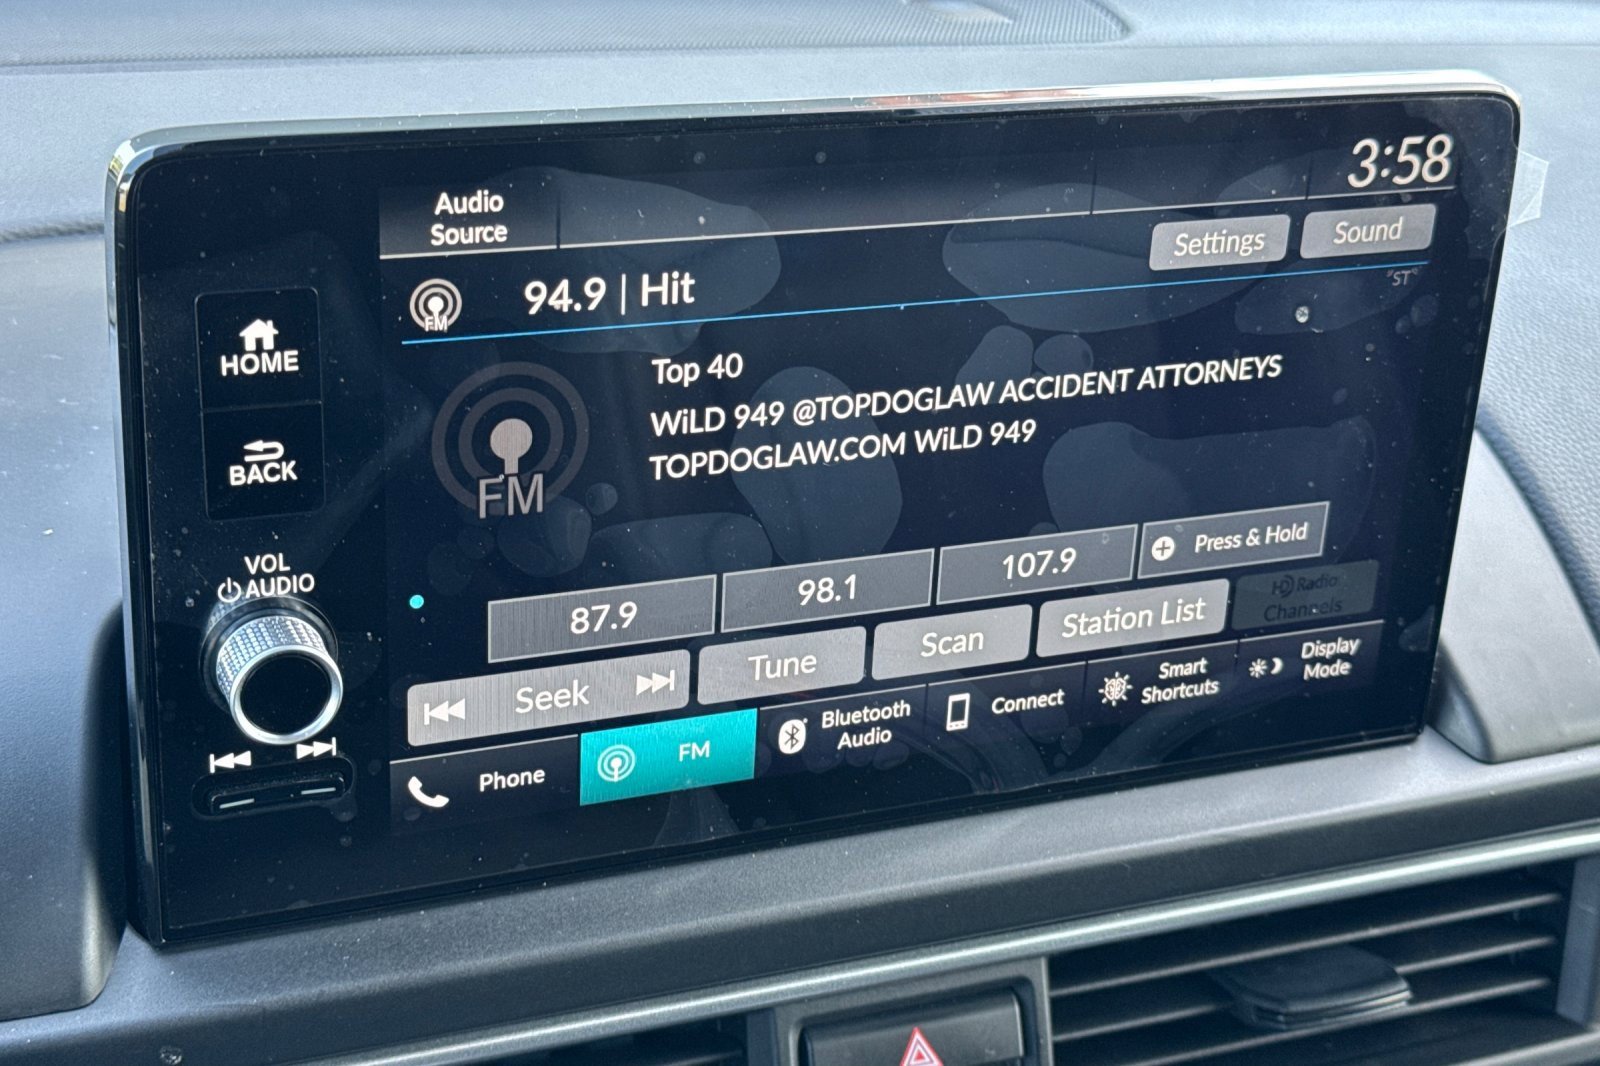 3:58
Audio
Source
Settings
Sound
FM
94.9 | Hit
"ST"
HOME
Top 40
WiLD 949 @TOPDOGLAW ACCIDENT ATTORNEYS
TOPDOGLAW.COM WiLD 949
FM
BACK
VOL
AUDIO
87.9
98.1
107.9
Press & Hold
Seek
Tune
Scan
Station List
HD Radio
Channels
Phone
FM
Bluetooth
Audio
Connect
Smart
Shortcuts
Display
Mode